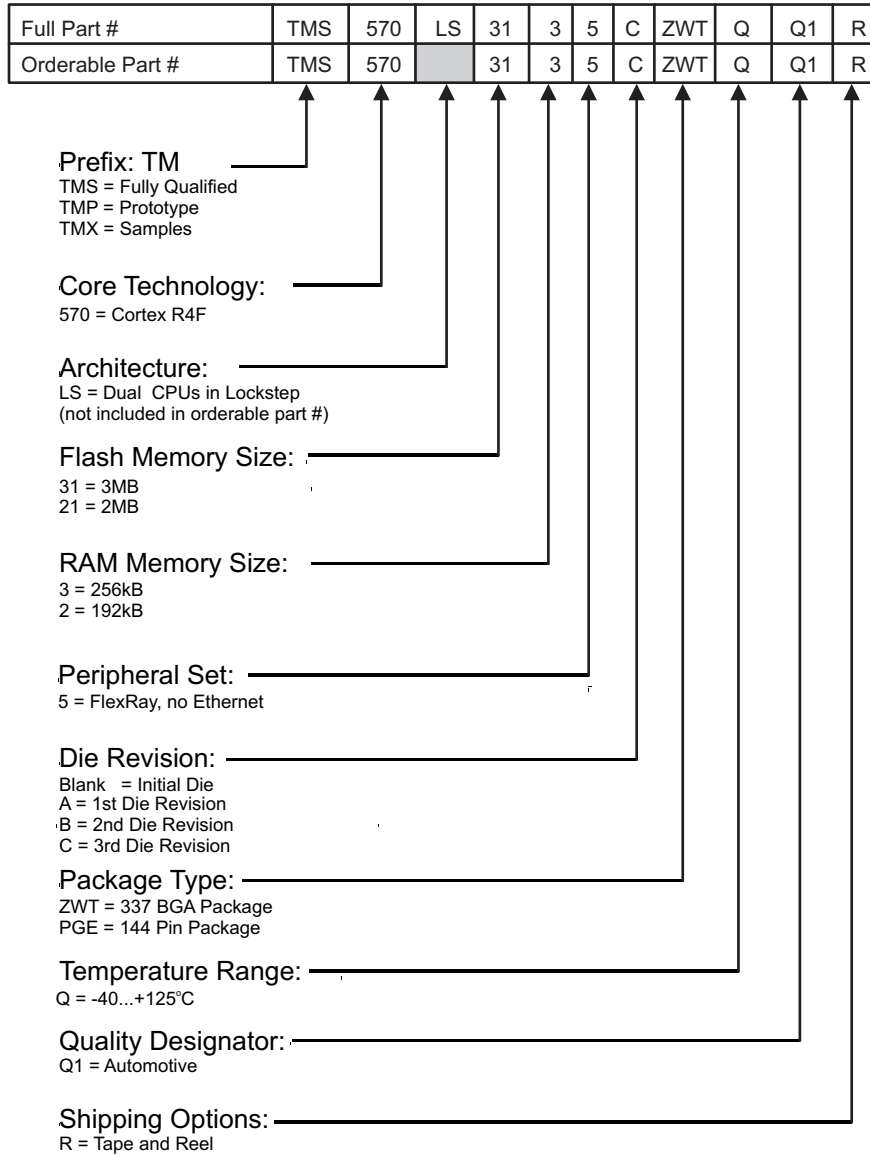 Full Part # TMS 570 LS 31 3 5 C ZWT Q Q1 R
Orderable Part # TMS 570 31 3 5 C ZWT Q Q1 R
Prefix: TM
TMS = Fully Qualified
TMP = Prototype
TMX = Samples
Core Technology:
570 = Cortex R4F
Architecture:
LS = Dual CPUs in Lockstep
(not included in orderable part #)
Flash Memory Size:
31 = 3MB
21 = 2MB
RAM Memory Size:
3 = 256kB
2 = 192kB
Peripheral Set:
5 = FlexRay, no Ethernet
Die Revision:
Blank = Initial Die
A = 1st Die Revision
B = 2nd Die Revision
C = 3rd Die Revision
Package Type:
ZWT = 337 BGA Package
PGE = 144 Pin Package
Temperature Range:
Q = -40...+125°C
Quality Designator:
Q1 = Automotive
Shipping Options:
R = Tape and Reel